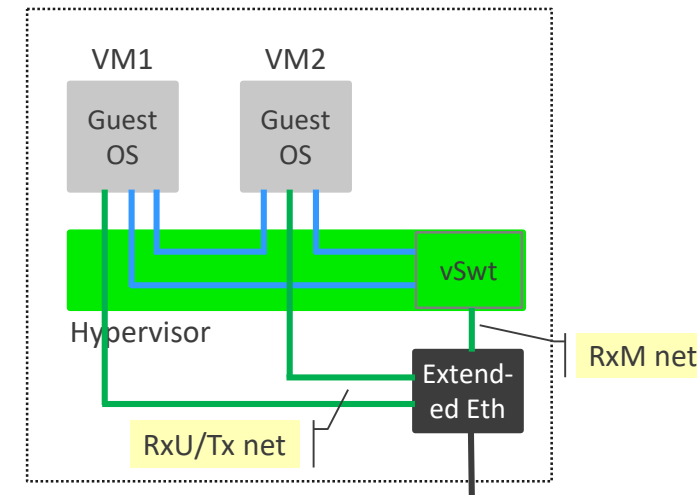 VM1
VM2
Guest
OS
Guest
OS
vSwt
Hypervisor
RxM net
Extend-
ed Eth
RxU/Tx net